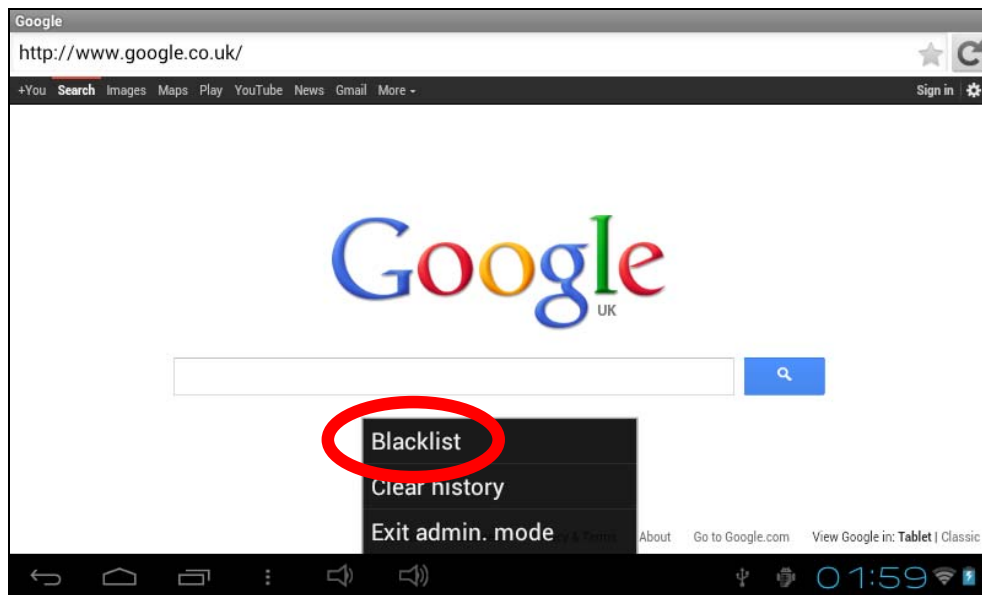 Google
http://www.google.co.uk/
+You Search Images Maps Play YouTube News Gmail More
Sign in
Google
UK
Blacklist
Clear history
Exit admin. mode
& Terms About Go to Google.com View Google in: Tablet | Classic
01:59